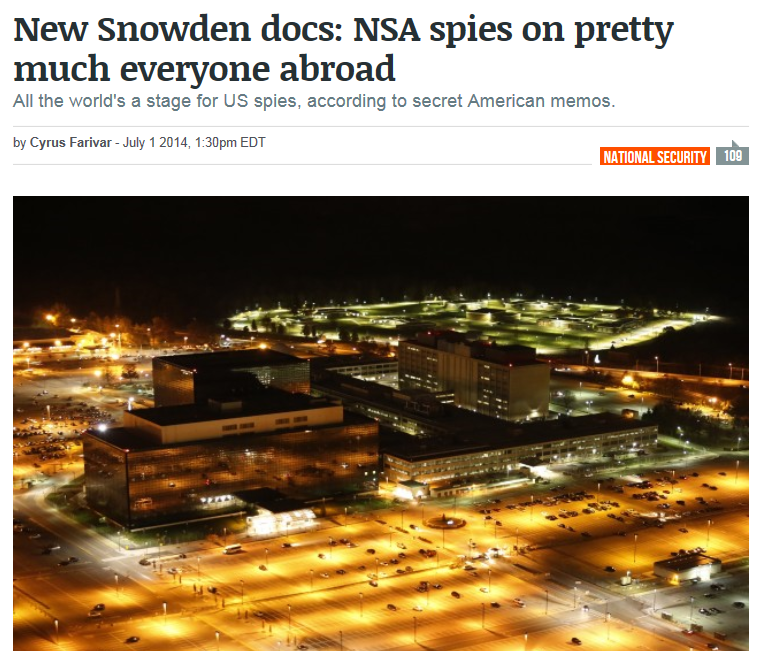 New Snowden docs: NSA spies on pretty
much everyone abroad
All the world's a stage for US spies, according to secret American memos.
by Cyrus Farivar - July 1 2014, 1:30pm EDT
NATIONAL SECURITY 109